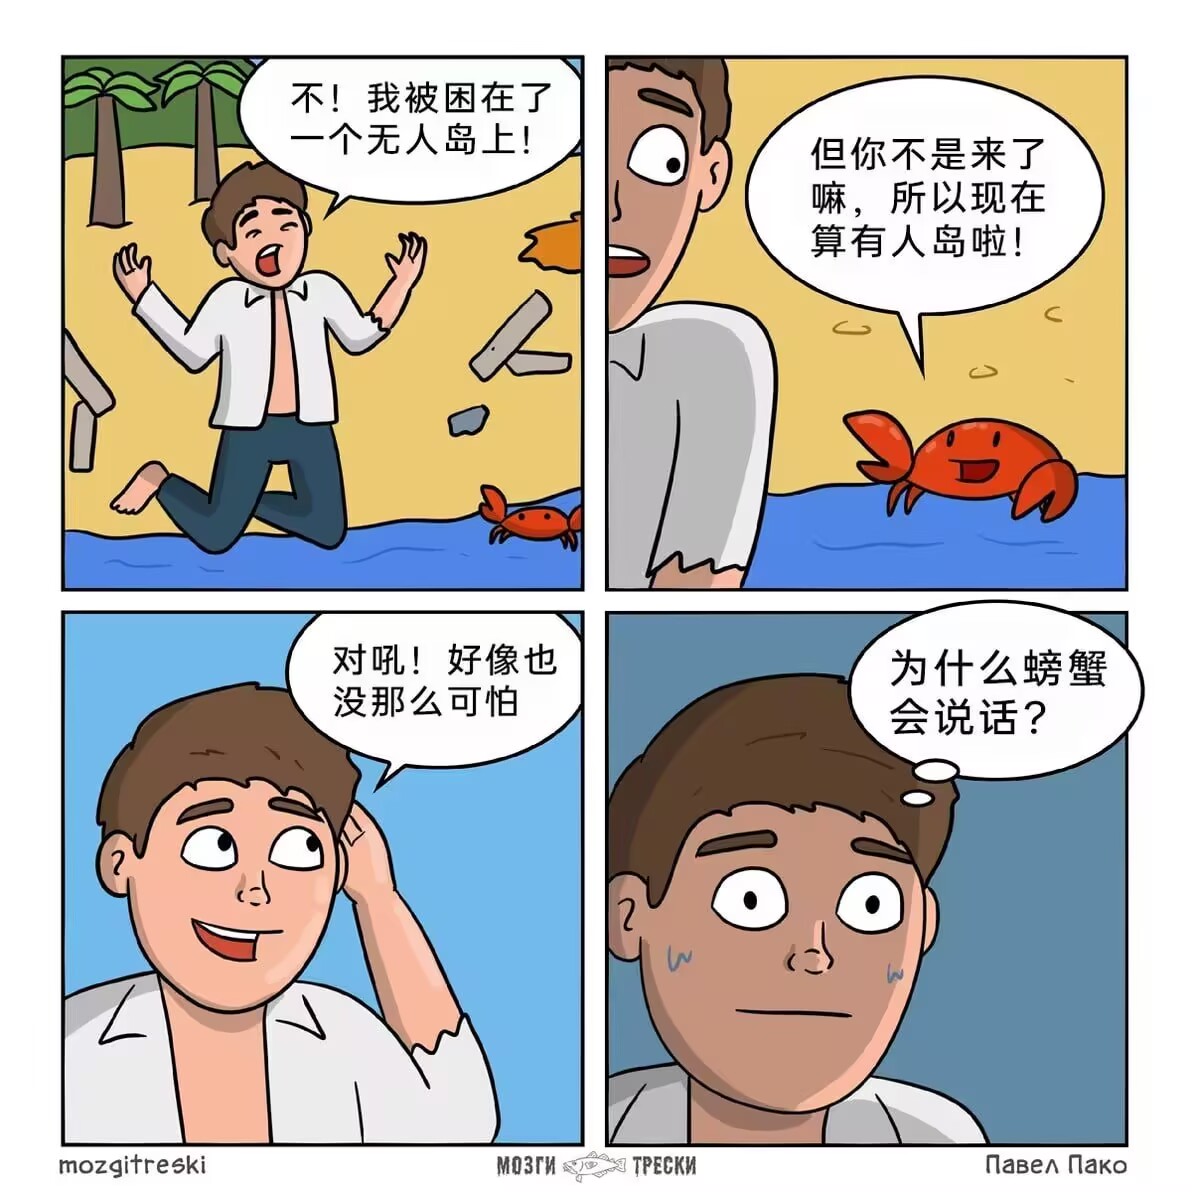 不！我被困在了
一个无人岛上！
但你不是来了
嘛，所以现在
算有人岛啦！
对吼！好像也
没那么可怕
为什么螃蟹
会说话？
mozgitreski
МОЗГИ ТРЕСКИ
Павел Пако